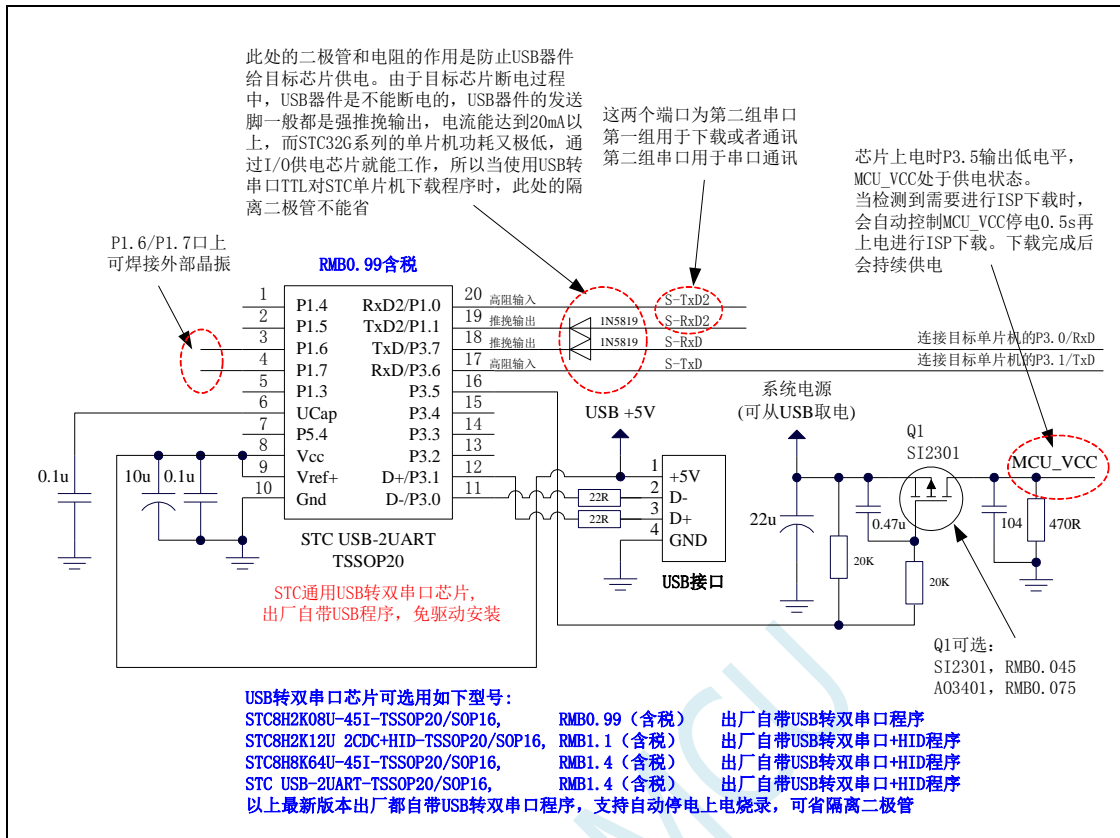 此处的二极管和电阻的作用是防止USB器件
给目标芯片供电。由于目标芯片断电过程
中，USB器件是不能断电的，USB器件的发送
脚一般都是强推挽输出，电流能达到20mA以
上，而STC32G系列的单片机功耗又极低，通
过I/O供电芯片就能工作，所以当使用USB转
串口TTL对STC单片机下载程序时，此处的隔
离二极管不能省
这两个端口为第二组串口
第一组用于下载或者通讯
第二组串口用于串口通讯
芯片上电时P3.5输出低电平，
MCU_VCC处于供电状态。
当检测到需要进行ISP下载时，
会自动控制MCU_VCC停电0.5s再
上电进行ISP下载。下载完成后
会持续供电
P1.6/P1.7口上
可焊接外部晶振
RMB0.99含税
1 P1.4 RxD2/P1.0 20 高阻输入 S-TxD2
2 P1.5 TxD2/P1.1 19 推挽输出 1N5819 S-RxD2
3 P1.6 TxD/P3.7 18 推挽输出 1N5819 S-RxD 连接目标单片机的P3.0/RxD
4 P1.7 RxD/P3.6 17 高阻输入 S-TxD 连接目标单片机的P3.1/TxD
5 P1.3 P3.5 16
6 UCap P3.4 15
7 P5.4 P3.3 14
8 Vcc P3.2 13
9 Vref+ D+/P3.1 12
10 Gnd D-/P3.0 11
STC USB-2UART
TSSOP20
0.1u
10u
0.1u
USB +5V
1 +5V
2 D-
3 D+
4 GND
22R
22R
USB接口
系统电源
(可从USB取电)
Q1
SI2301
MCU_VCC
22u
0.47u
104
470R
20K
20K
STC通用USB转双串口芯片,
出厂自带USB程序，免驱动安装
Q1可选：
SI2301，RMB0.045
AO3401，RMB0.075
USB转双串口芯片可选用如下型号：
STC8H2K08U-45I-TSSOP20/SOP16, RMB0.99（含税） 出厂自带USB转双串口程序
STC8H2K12U 2CDC+HID-TSSOP20/SOP16, RMB1.1（含税） 出厂自带USB转双串口+HID程序
STC8H8K64U-45I-TSSOP20/SOP16, RMB1.4（含税） 出厂自带USB转双串口+HID程序
STC USB-2UART-TSSOP20/SOP16, RMB1.4（含税） 出厂自带USB转双串口+HID程序
以上最新版本出厂都自带USB转双串口程序，支持自动停电上电烧录，可省隔离二极管
MCU